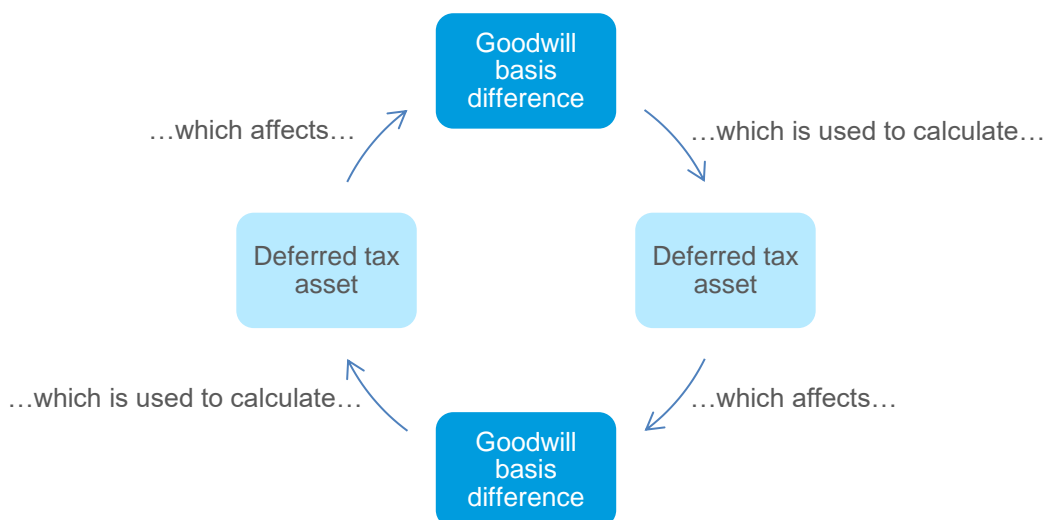 Goodwill
basis
difference
…which affects…
…which is used to calculate…
Deferred tax
asset
Deferred tax
asset
…which is used to calculate…
…which affects…
Goodwill
basis
difference